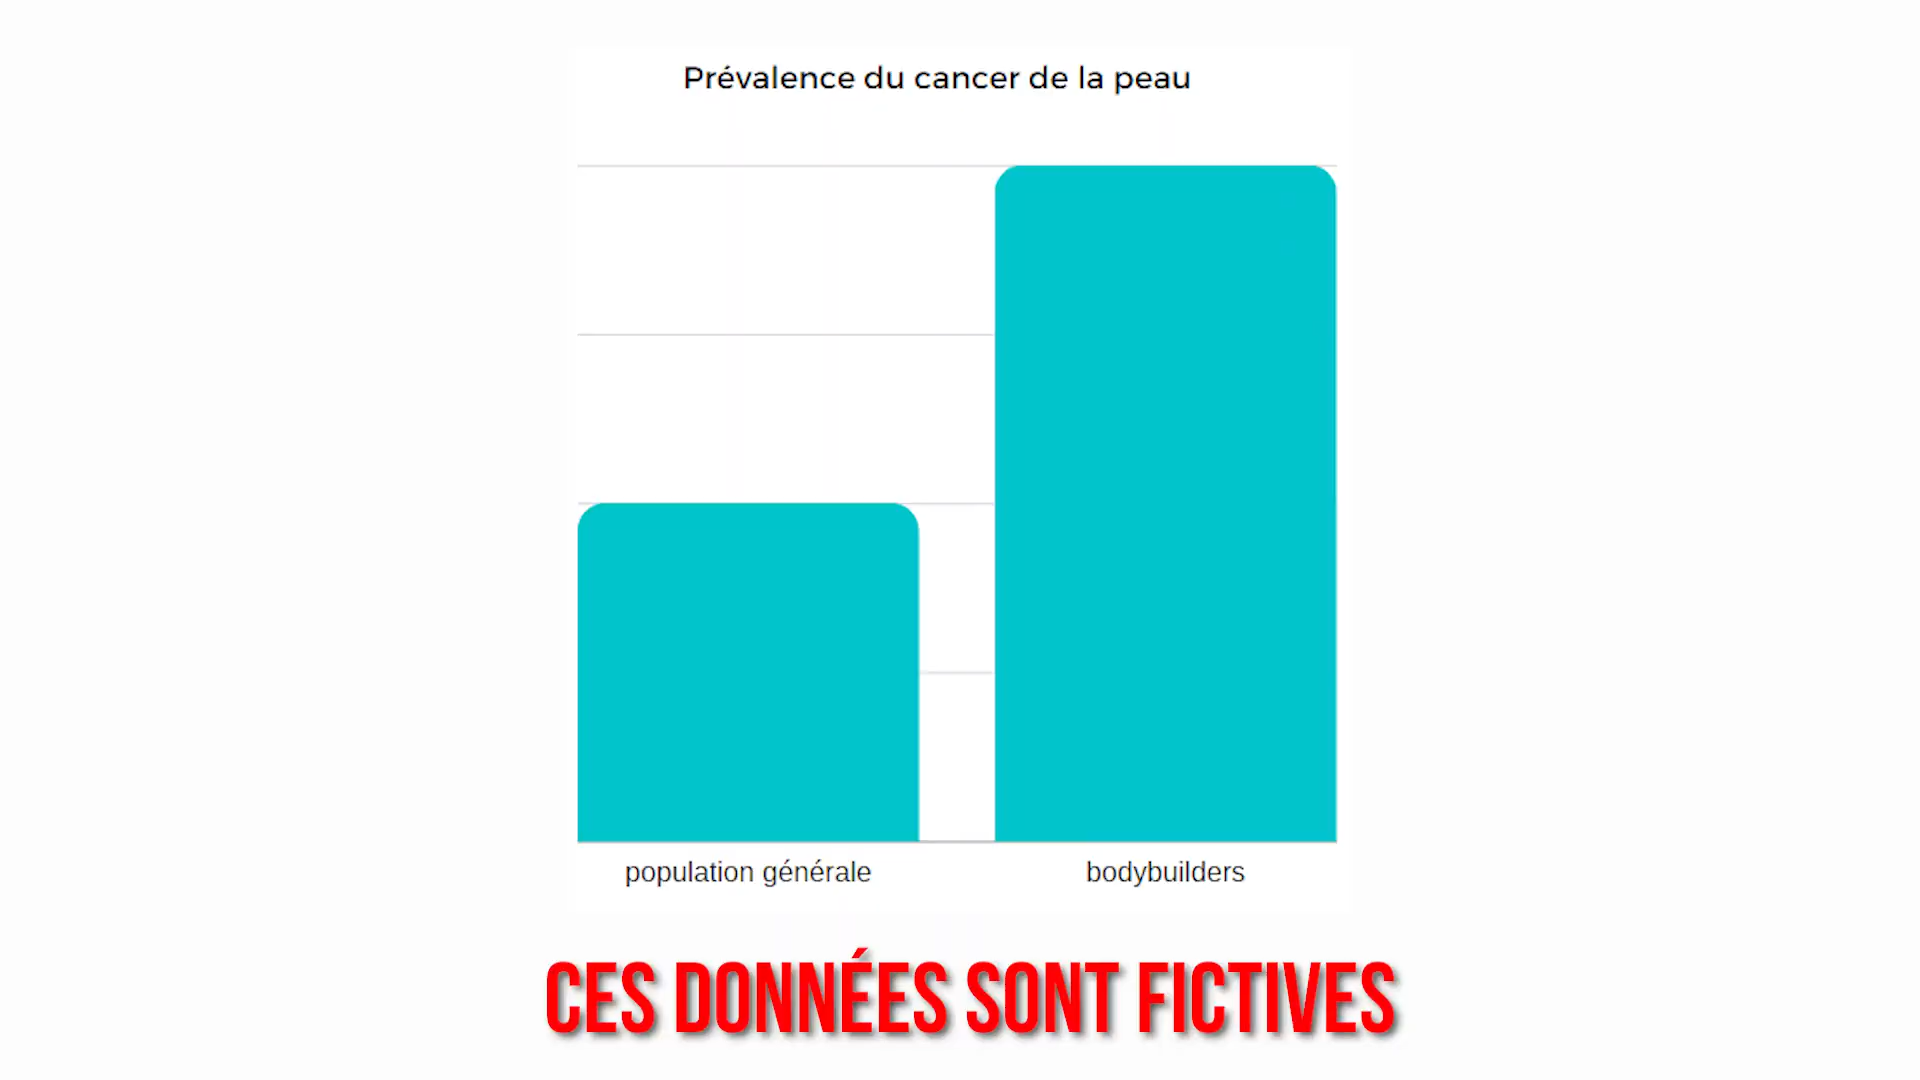 Prévalence du cancer de la peau
population générale
bodybuilders
CES DONNÉES SONT FICTIVES